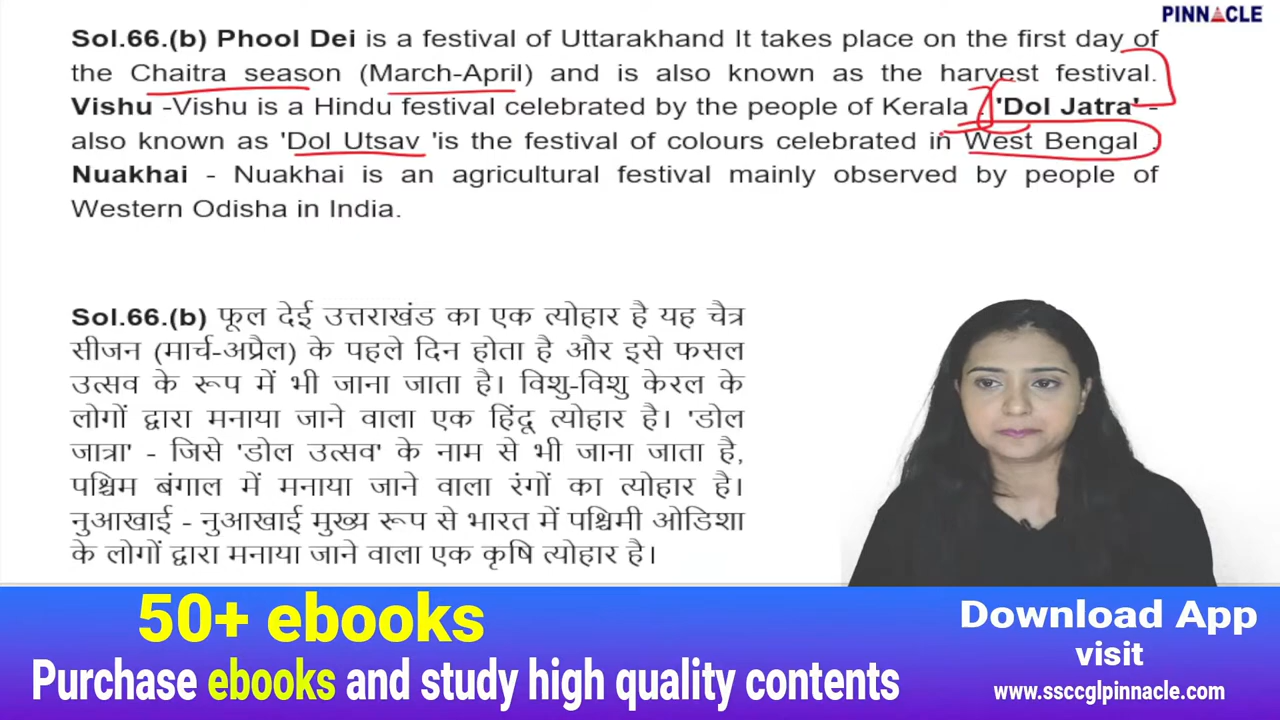 PINNACLE
Sol.66.(b) Phool Dei is a festival of Uttarakhand It takes place on the first day of
the Chaitra season (March-April) and is also known as the harvest festival.
Vishu -Vishu is a Hindu festival celebrated by the people of Kerala . 'Dol Jatra' -
also known as 'Dol Utsav 'is the festival of colours celebrated in West Bengal .
Nuakhai - Nuakhai is an agricultural festival mainly observed by people of
Western Odisha in India.
Sol.66.(b) फूल देई उत्तराखंड का एक त्योहार है यह चैत्र
सीजन (मार्च-अप्रैल) के पहले दिन होता है और इसे फसल
उत्सव के रूप में भी जाना जाता है। विशु-विशु केरल के
लोगों द्वारा मनाया जाने वाला एक हिंदू त्योहार है। 'डोल
जात्रा' - जिसे 'डोल उत्सव' के नाम से भी जाना जाता है,
पश्चिम बंगाल में मनाया जाने वाला रंगों का त्योहार है।
नुआखाई - नुआखाई मुख्य रूप से भारत में पश्चिमी ओडिशा
के लोगों द्वारा मनाया जाने वाला एक कृषि त्योहार है।
50+ ebooks
Purchase ebooks and study high quality contents
Download App
visit
www.ssccglpinnacle.com